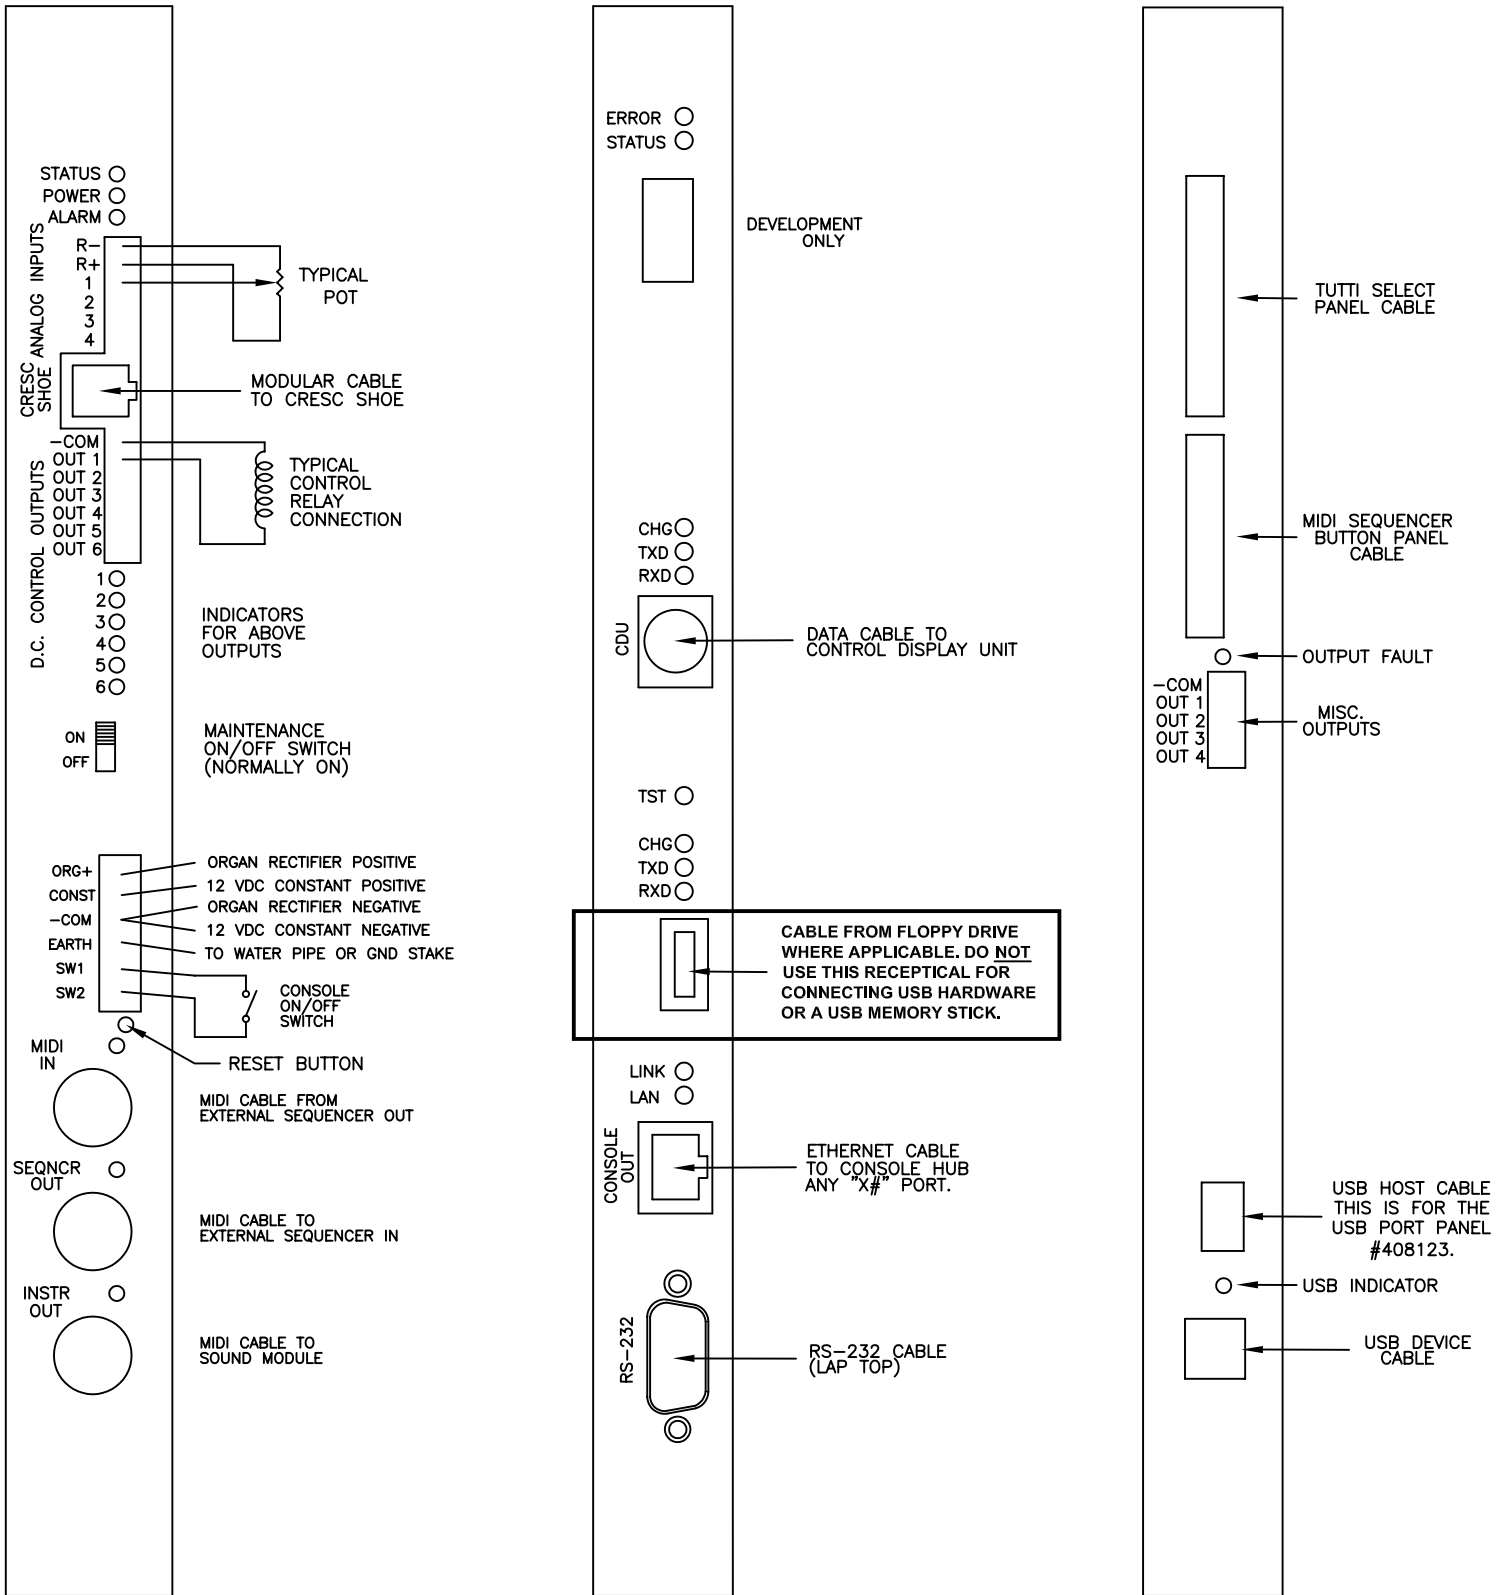 STATUS
POWER
ALARM
ANALOG INPUTS
R-
R+
1
2
3
4
TYPICAL
POT
CRESC
SHOE
MODULAR CABLE
TO CRESC SHOE
D.C. CONTROL OUTPUTS
-COM
OUT 1
OUT 2
OUT 3
OUT 4
OUT 5
OUT 6
TYPICAL
CONTROL
RELAY
CONNECTION
1
2
3
4
5
6
INDICATORS
FOR ABOVE
OUTPUTS
ON
OFF
MAINTENANCE
ON/OFF SWITCH
(NORMALLY ON)
ORG+
CONST
-COM
EARTH
SW1
SW2
ORGAN RECTIFIER POSITIVE
12 VDC CONSTANT POSITIVE
ORGAN RECTIFIER NEGATIVE
12 VDC CONSTANT NEGATIVE
TO WATER PIPE OR GND STAKE
CONSOLE
ON/OFF
SWITCH
RESET BUTTON
MIDI
IN
MIDI CABLE FROM
EXTERNAL SEQUENCER OUT
SEQNCR
OUT
MIDI CABLE TO
EXTERNAL SEQUENCER IN
INSTR
OUT
MIDI CABLE TO
SOUND MODULE
ERROR
STATUS
DEVELOPMENT
ONLY
CHG
TXD
RXD
CDU
DATA CABLE TO
CONTROL DISPLAY UNIT
TST
CHG
TXD
RXD
CABLE FROM FLOPPY DRIVE
WHERE APPLICABLE. DO NOT
USE THIS RECEPTICAL FOR
CONNECTING USB HARDWARE
OR A USB MEMORY STICK.
LINK
LAN
CONSOLE
OUT
ETHERNET CABLE
TO CONSOLE HUB
ANY "X#" PORT.
RS-232
RS-232 CABLE
(LAP TOP)
TUTTI SELECT
PANEL CABLE
MIDI SEQUENCER
BUTTON PANEL
CABLE
OUTPUT FAULT
-COM
OUT 1
OUT 2
OUT 3
OUT 4
MISC.
OUTPUTS
USB HOST CABLE
THIS IS FOR THE
USB PORT PANEL
#408123.
USB INDICATOR
USB DEVICE
CABLE